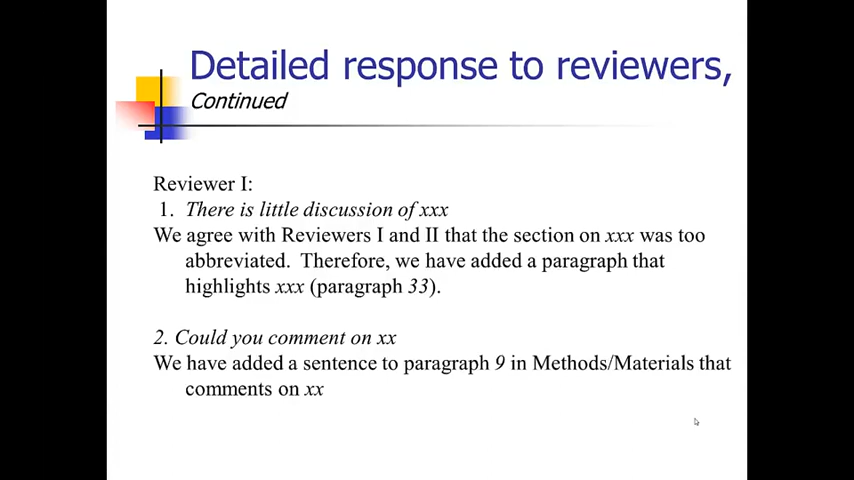 Detailed response to reviewers,
Continued
Reviewer I:
1. There is little discussion of xxx
We agree with Reviewers I and II that the section on xxx was too
abbreviated. Therefore, we have added a paragraph that
highlights xxx (paragraph 33).
2. Could you comment on xx
We have added a sentence to paragraph 9 in Methods/Materials that
comments on xx